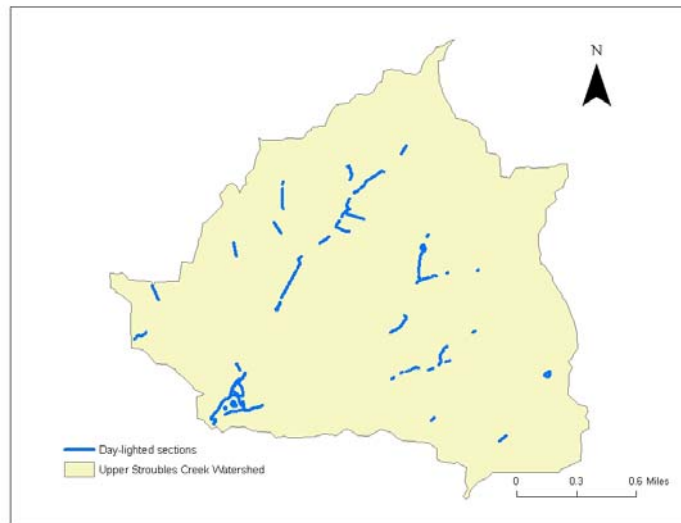 N
Day-lighted sections
Upper Stroubles Creek Watershed
0 0.3 0.6 Miles